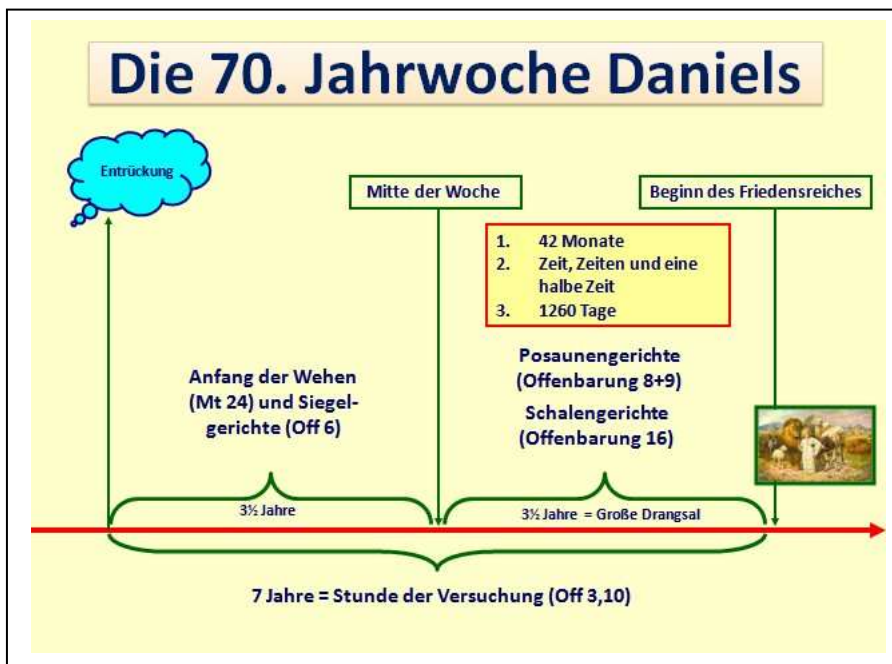 Die 70. Jahrwoche Daniels
Entrückung
Mitte der Woche
Beginn des Friedensreiches
1. 42 Monate
2. Zeit, Zeiten und eine
halbe Zeit
3. 1260 Tage
Anfang der Wehen
(Mt 24) und Siegel-
gerichte (Off 6)
Posaunengerichte
(Offenbarung 8+9)
Schalengerichte
(Offenbarung 16)
3½ Jahre
3½ Jahre = Große Drangsal
7 Jahre = Stunde der Versuchung (Off 3,10)